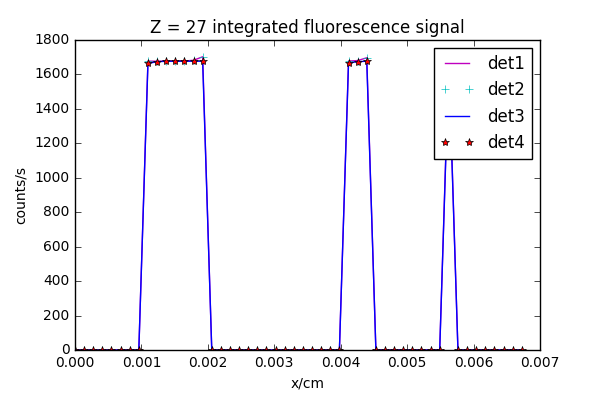 Z = 27 integrated fluorescence signal
1800
1600
1400
1200
1000
800
600
400
200
0
counts/s
det1
det2
det3
det4
0.000 0.001 0.002 0.003 0.004 0.005 0.006 0.007
x/cm